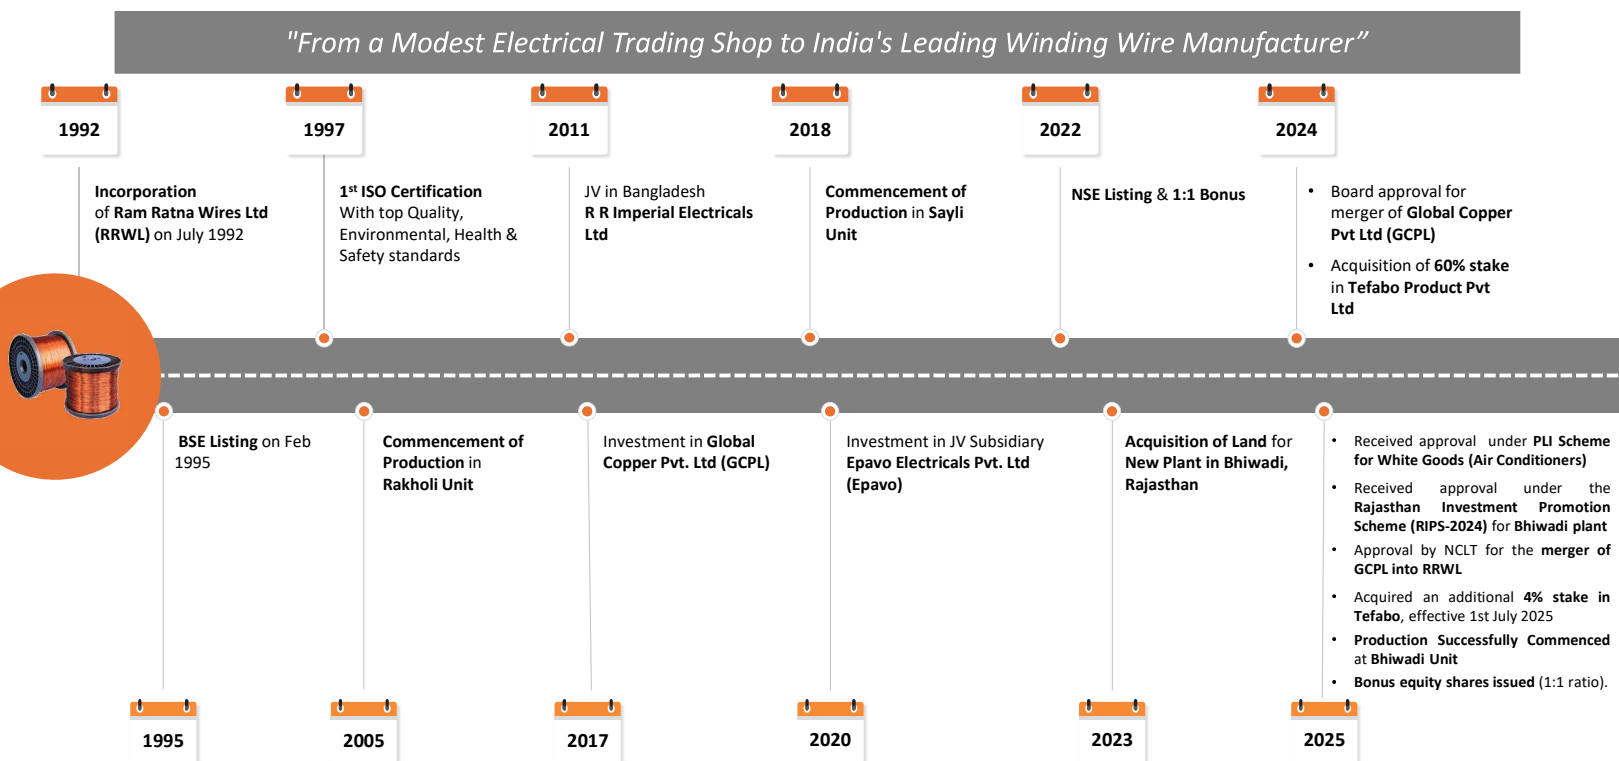 "From a Modest Electrical Trading Shop to India's Leading Winding Wire Manufacturer”
1992
Incorporation
of Ram Ratna Wires Ltd
(RRWL) on July 1992
1997
1st ISO Certification
With top Quality,
Environmental, Health &
Safety standards
2011
JV in Bangladesh
R R Imperial Electricals
Ltd
2018
Commencement of
Production in Sayli
Unit
2022
NSE Listing & 1:1 Bonus
2024
• Board approval for
merger of Global Copper
Pvt Ltd (GCPL)
• Acquisition of 60% stake
in Tefabo Product Pvt
Ltd
BSE Listing on Feb
1995
1995
Commencement of
Production in
Rakholi Unit
2005
Investment in Global
Copper Pvt. Ltd (GCPL)
2017
Investment in JV Subsidiary
Epavo Electricals Pvt. Ltd
(Epavo)
2020
Acquisition of Land for
New Plant in Bhiwadi,
Rajasthan
2023
• Received approval under PLI Scheme
for White Goods (Air Conditioners)
• Received approval under the
Rajasthan Investment Promotion
Scheme (RIPS-2024) for Bhiwadi plant
• Approval by NCLT for the merger of
GCPL into RRWL
• Acquired an additional 4% stake in
Tefabo, effective 1st July 2025
• Production Successfully Commenced
at Bhiwadi Unit
• Bonus equity shares issued (1:1 ratio).
2025